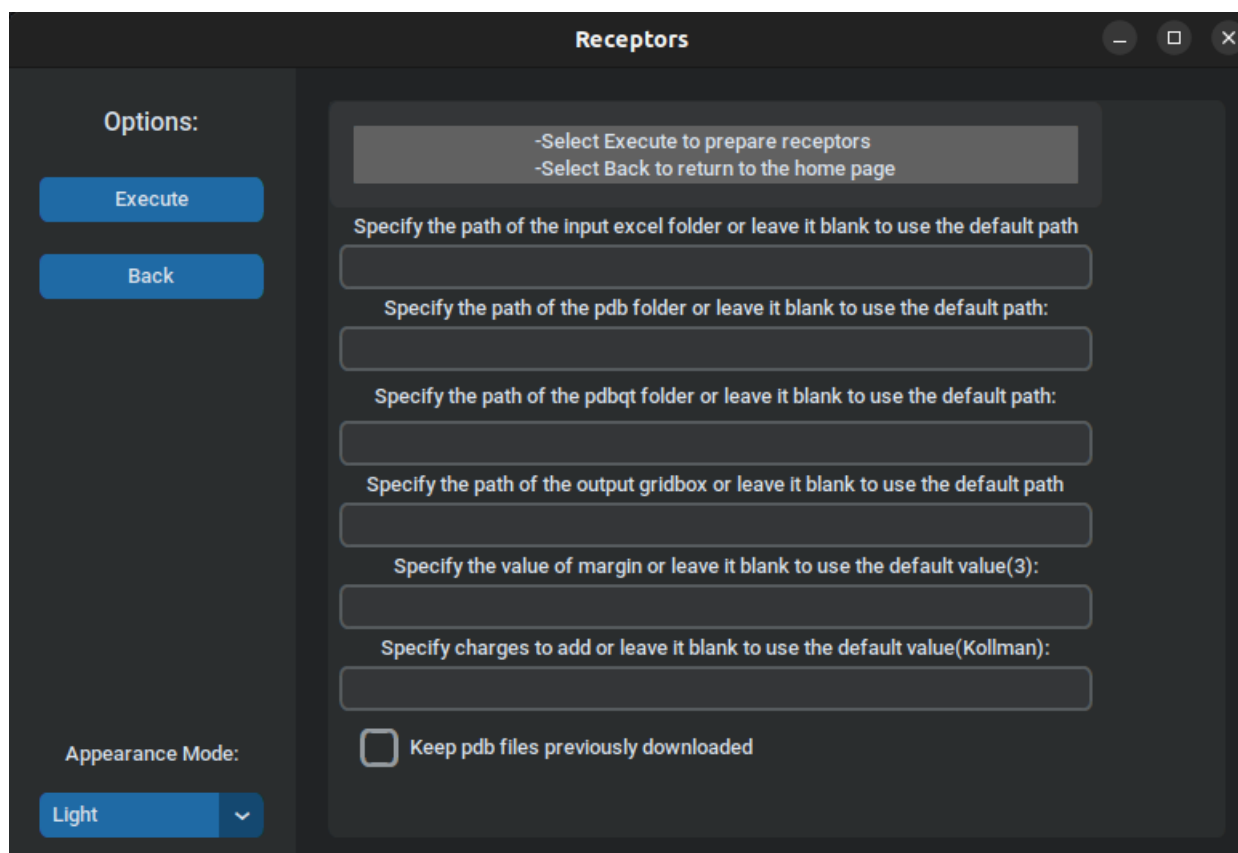 Receptors
Options:
Execute
Back
-Select Execute to prepare receptors
-Select Back to return to the home page
Specify the path of the input excel folder or leave it blank to use the default path
Specify the path of the pdb folder or leave it blank to use the default path:
Specify the path of the pdbqt folder or leave it blank to use the default path:
Specify the path of the output gridbox or leave it blank to use the default path
Specify the value of margin or leave it blank to use the default value(3):
Specify charges to add or leave it blank to use the default value(Kollman):
Keep pdb files previously downloaded
Appearance Mode:
Light